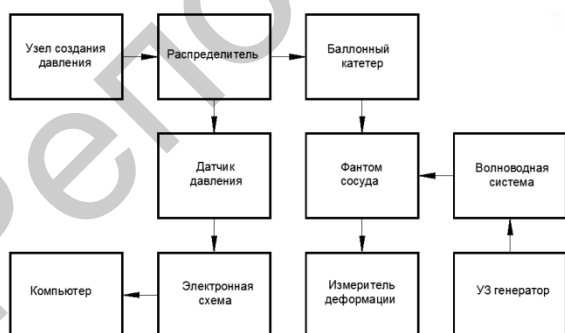 Узел создания
давления
Распределитель
Баллонный
катетер
Датчик
давления
Фантом
сосуда
Волноводная
система
Компьютер
Электронная
схема
Измеритель
деформации
УЗ генератор
Репо